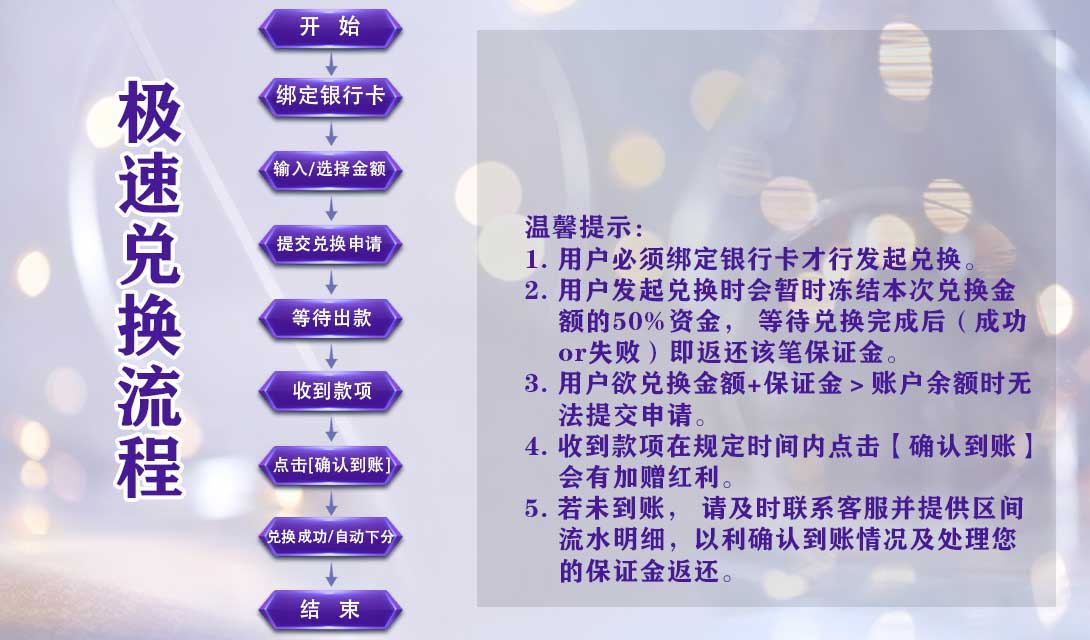 极速兑换流程
开 始
绑定银行卡
输入/选择金额
提交兑换申请
等待出款
收到款项
点击[确认到账]
兑换成功/自动下分
结 束
温馨提示：
1. 用户必须绑定银行卡才行发起兑换。
2. 用户发起兑换时会暂时冻结本次兑换金
额的50%资金， 等待兑换完成后（成功
or失败）即返还该笔保证金。
3. 用户欲兑换金额+保证金＞账户余额时无
法提交申请。
4. 收到款项在规定时间内点击【确认到账】
会有加赠红利。
5. 若未到账， 请及时联系客服并提供区间
流水明细，以利确认到账情况及处理您
的保证金返还。